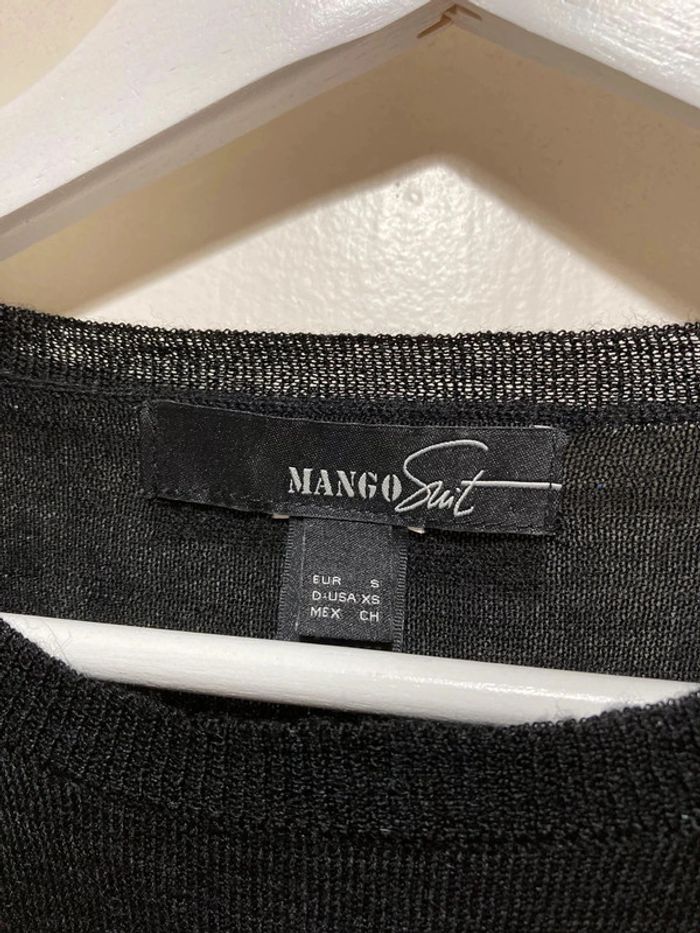 MANGO Suit
EUR S
D·USA XS
MEX CH